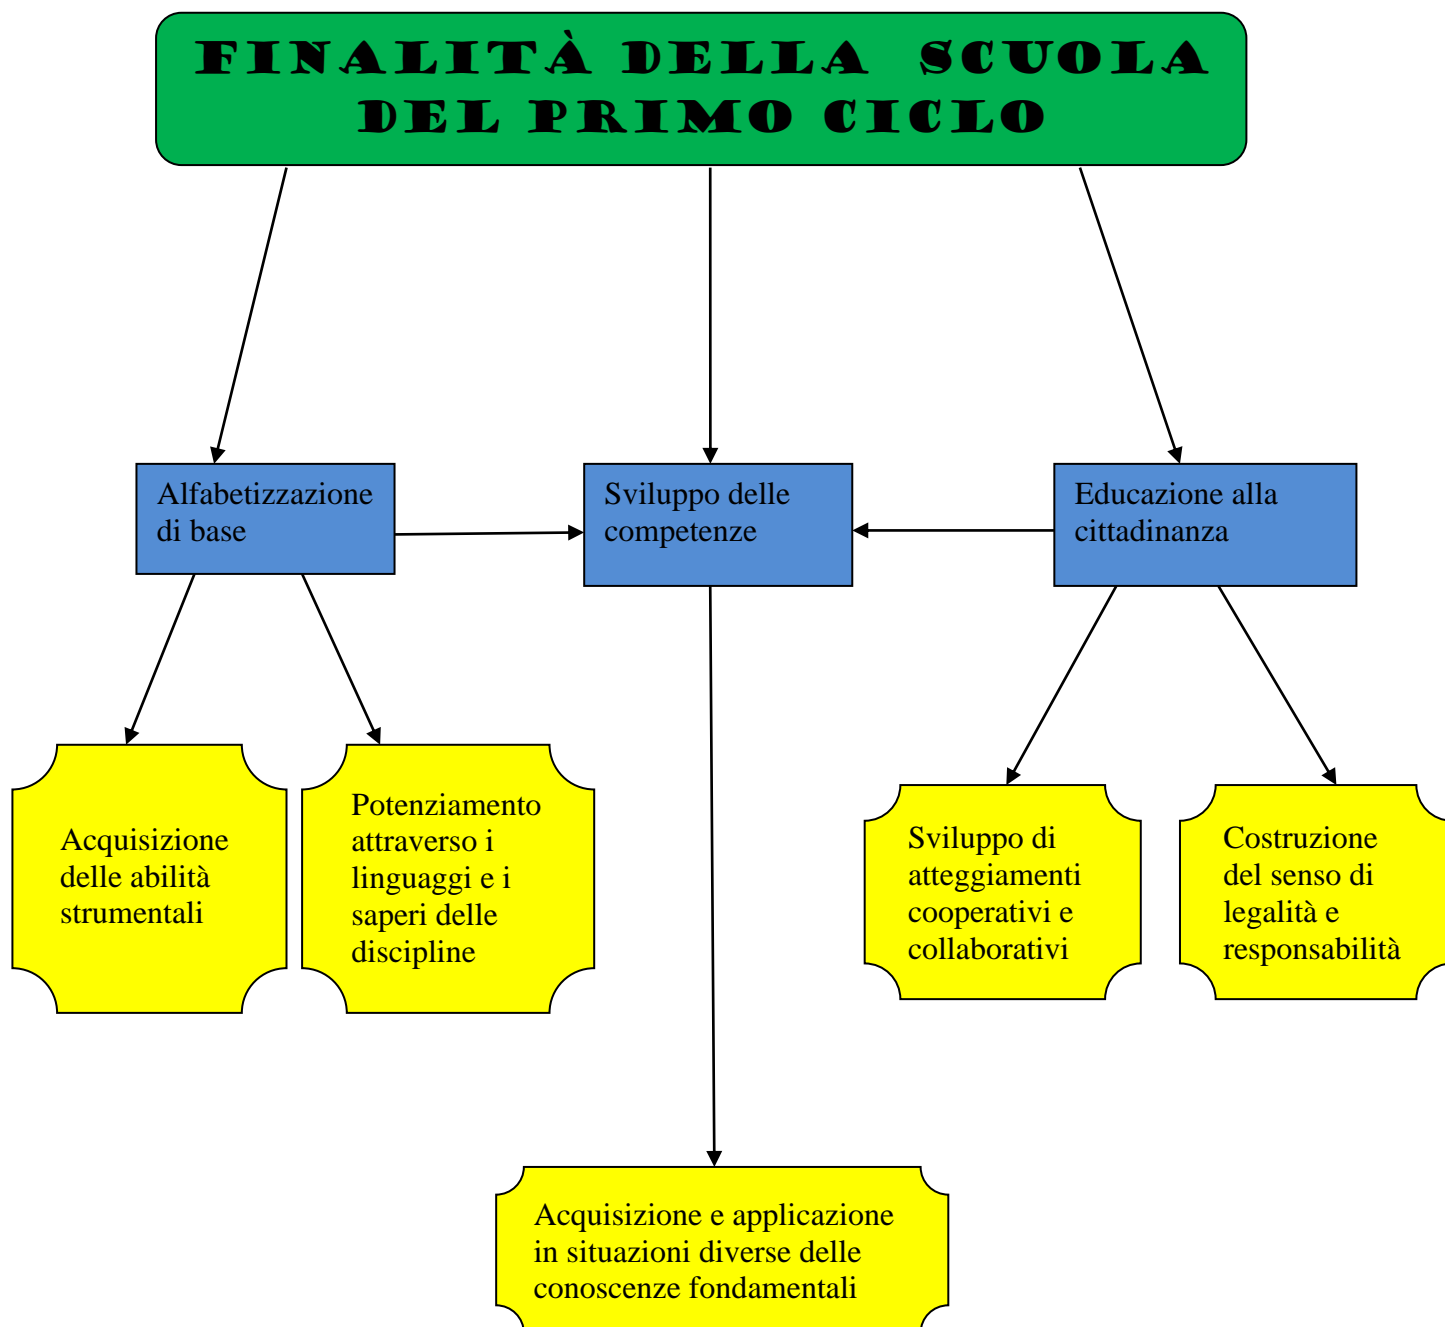 FINALITÀ DELLA SCUOLA
DEL PRIMO CICLO
Alfabetizzazione
di base
Sviluppo delle
competenze
Educazione alla
cittadinanza
Acquisizione
delle abilità
strumentali
Potenziamento
attraverso i
linguaggi e i
saperi delle
discipline
Sviluppo di
atteggiamenti
cooperativi e
collaborativi
Costruzione
del senso di
legalità e
responsabilità
Acquisizione e applicazione
in situazioni diverse delle
conoscenze fondamentali